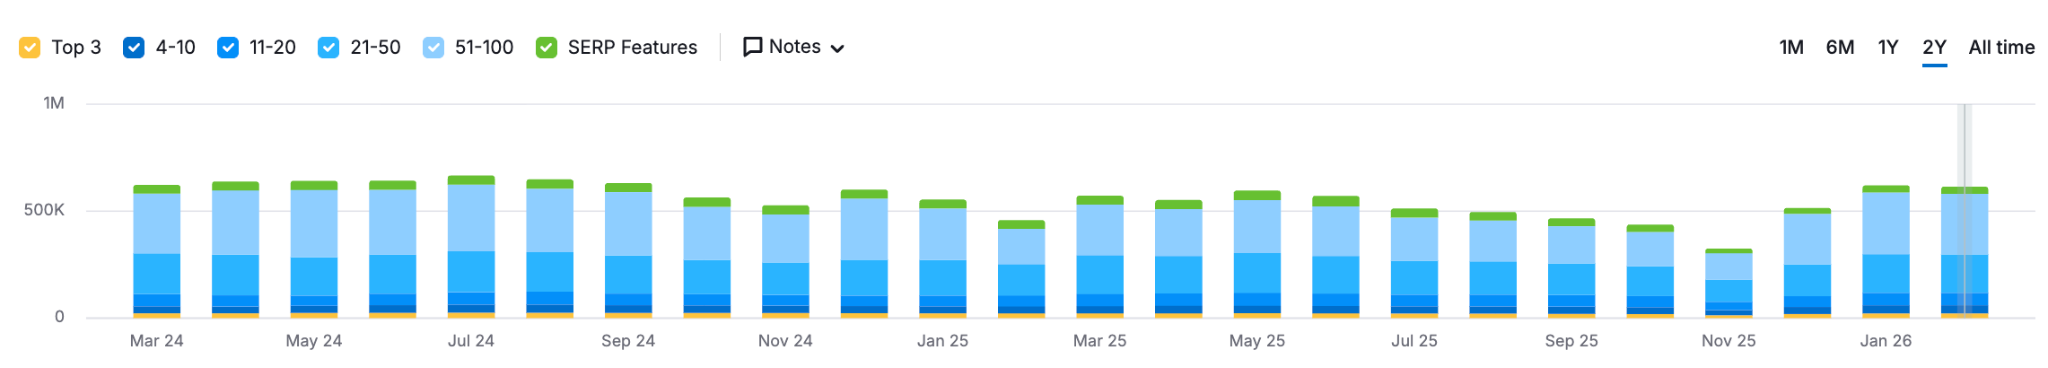 Top 3 4-10 11-20 21-50 51-100 SERP Features Notes 1M 6M 1Y 2Y All time
1M
500K
0
Mar 24 May 24 Jul 24 Sep 24 Nov 24 Jan 25 Mar 25 May 25 Jul 25 Sep 25 Nov 25 Jan 26